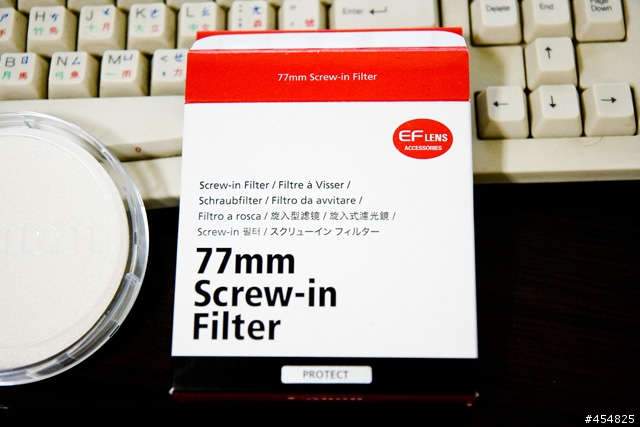 Enter
Delete
End
Page
Down
H
J
K
L
B
N
M
77mm Screw-in Filter
EF LENS
ACCESSORIES
Screw-in Filter / Filtre à Visser /
Schraubfilter / Filtro da avvitare /
Filtro a rosca / 旋入型滤镜 / 旋入式濾光鏡 /
Screw-in 필터 / スクリューイン フィルター
77mm
Screw-in
Filter
PROTECT
#454825